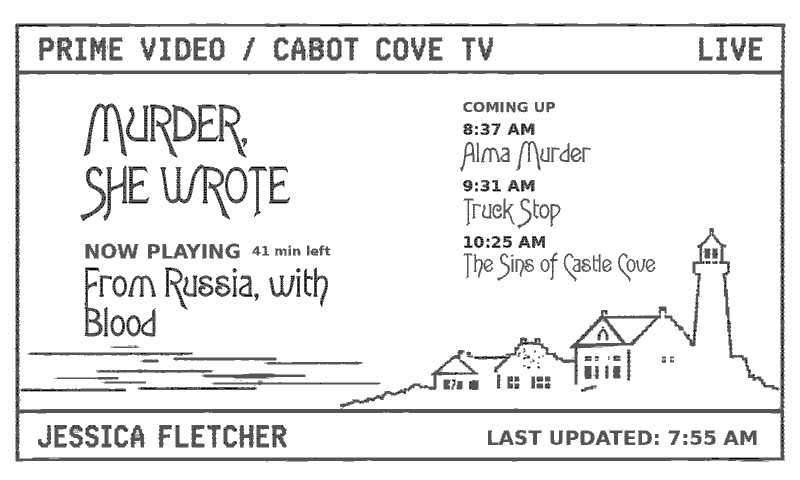 PRIME VIDEO / CABOT COVE TV
LIVE
MURDER,
SHE WROTE
NOW PLAYING 41 min left
From Russia, with
Blood
COMING UP
8:37 AM
Alma Murder
9:31 AM
Truck Stop
10:25 AM
The Sins of Castle Cove
JESSICA FLETCHER
LAST UPDATED: 7:55 AM